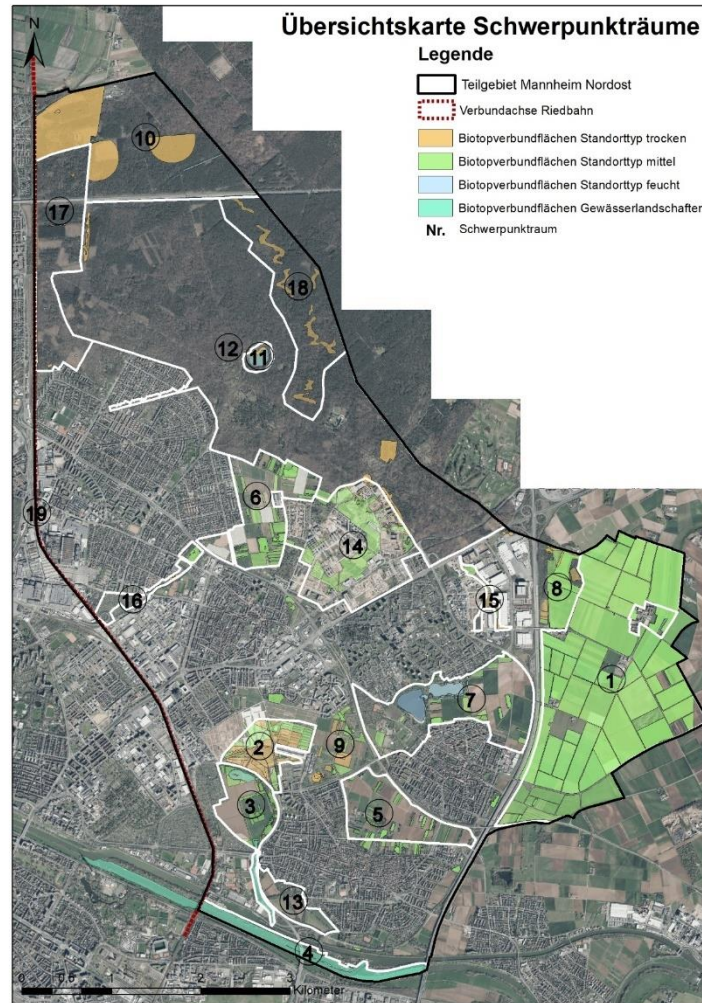 Übersichtskarte Schwerpunkträume
N
Legende
Teilgebiet Mannheim Nordost
Verbundachse Riedbahn
Biotopverbundflächen Standorttyp trocken
Biotopverbundflächen Standorttyp mittel
Biotopverbundflächen Standorttyp feucht
Biotopverbundflächen Gewässerlandschaften
Nr. Schwerpunktraum
10
17
18
12
11
6
19
14
16
15
8
1
7
2
9
3
5
13
4
0 0,5 1 2 3
Kilometer